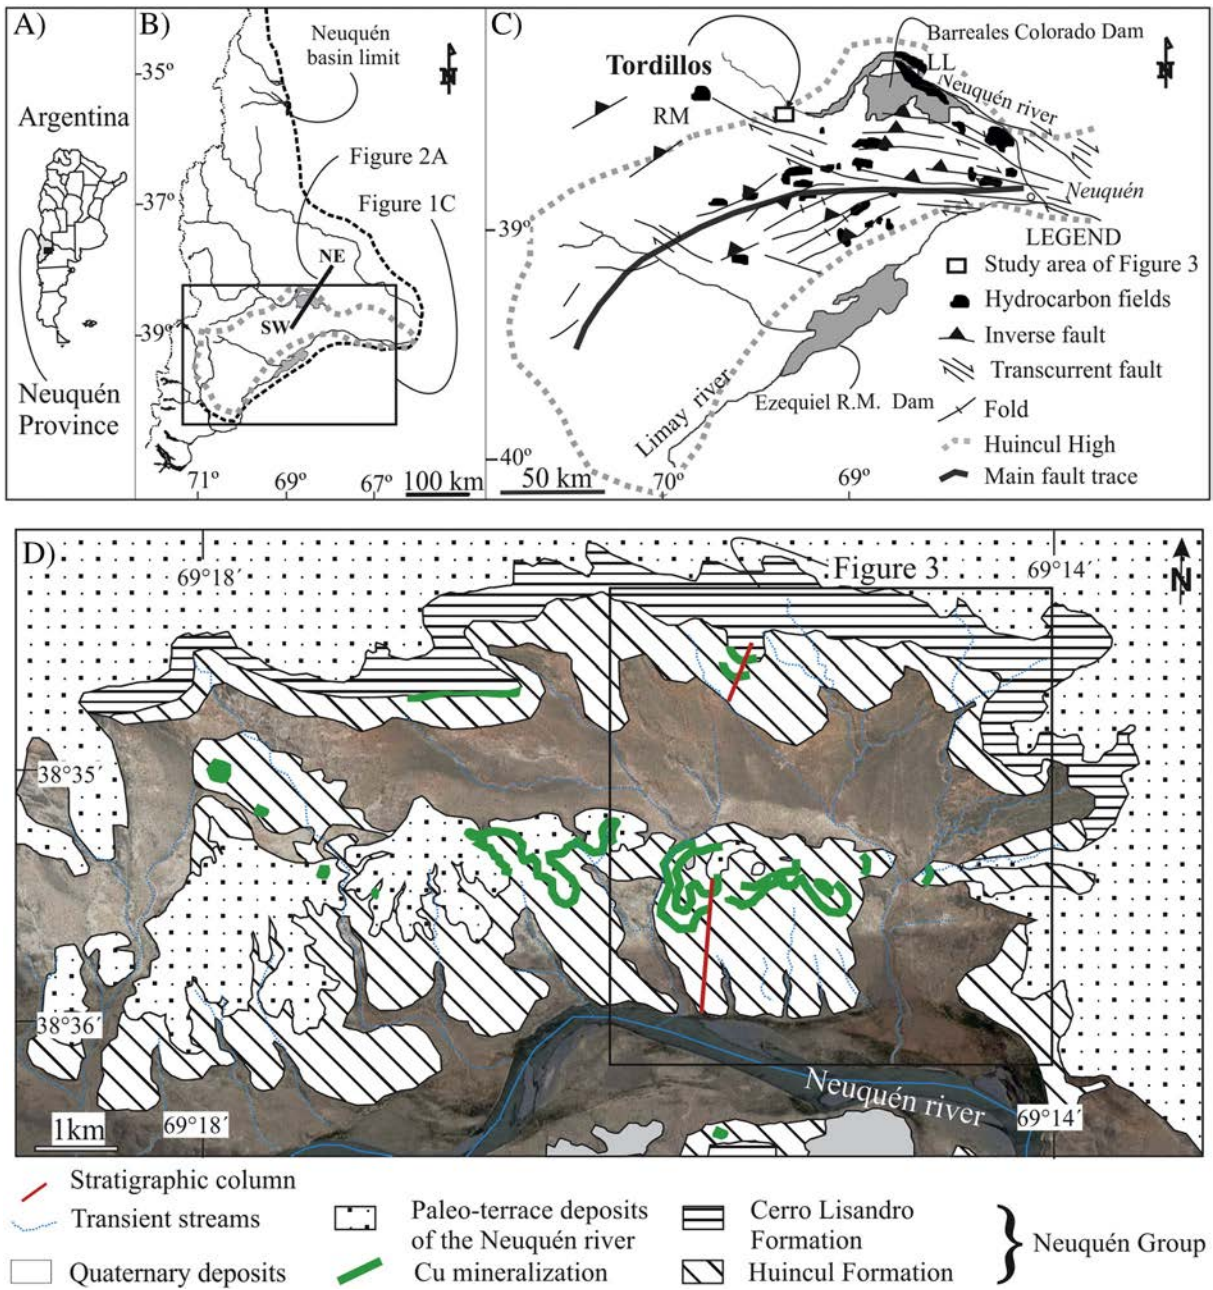 A)
Argentina
Neuquén
Province
B)
Neuquén
basin limit
N
35º
Figure 2A
37º
Figure 1C
NE
SW
39º
71º
69º
67º
100 km
C)
Barreales Colorado Dam
Tordillos
LL
N
RM
Neuquén river
Neuquén
39º
LEGEND
Study area of Figure 3
Hydrocarbon fields
Inverse fault
Transcurrent fault
Fold
Huincul High
Main fault trace
Ezequiel R.M. Dam
Limay river
40º
50 km
70º
69º
D)
69°18´
Figure 3
69°14´
N
38°35´
38°36´
Neuquén river
69°18´
69°14´
1km
Stratigraphic column
Transient streams
Quaternary deposits
Paleo-terrace deposits
of the Neuquén river
Cu mineralization
Cerro Lisandro
Formation
Huincul Formation
Neuquén Group